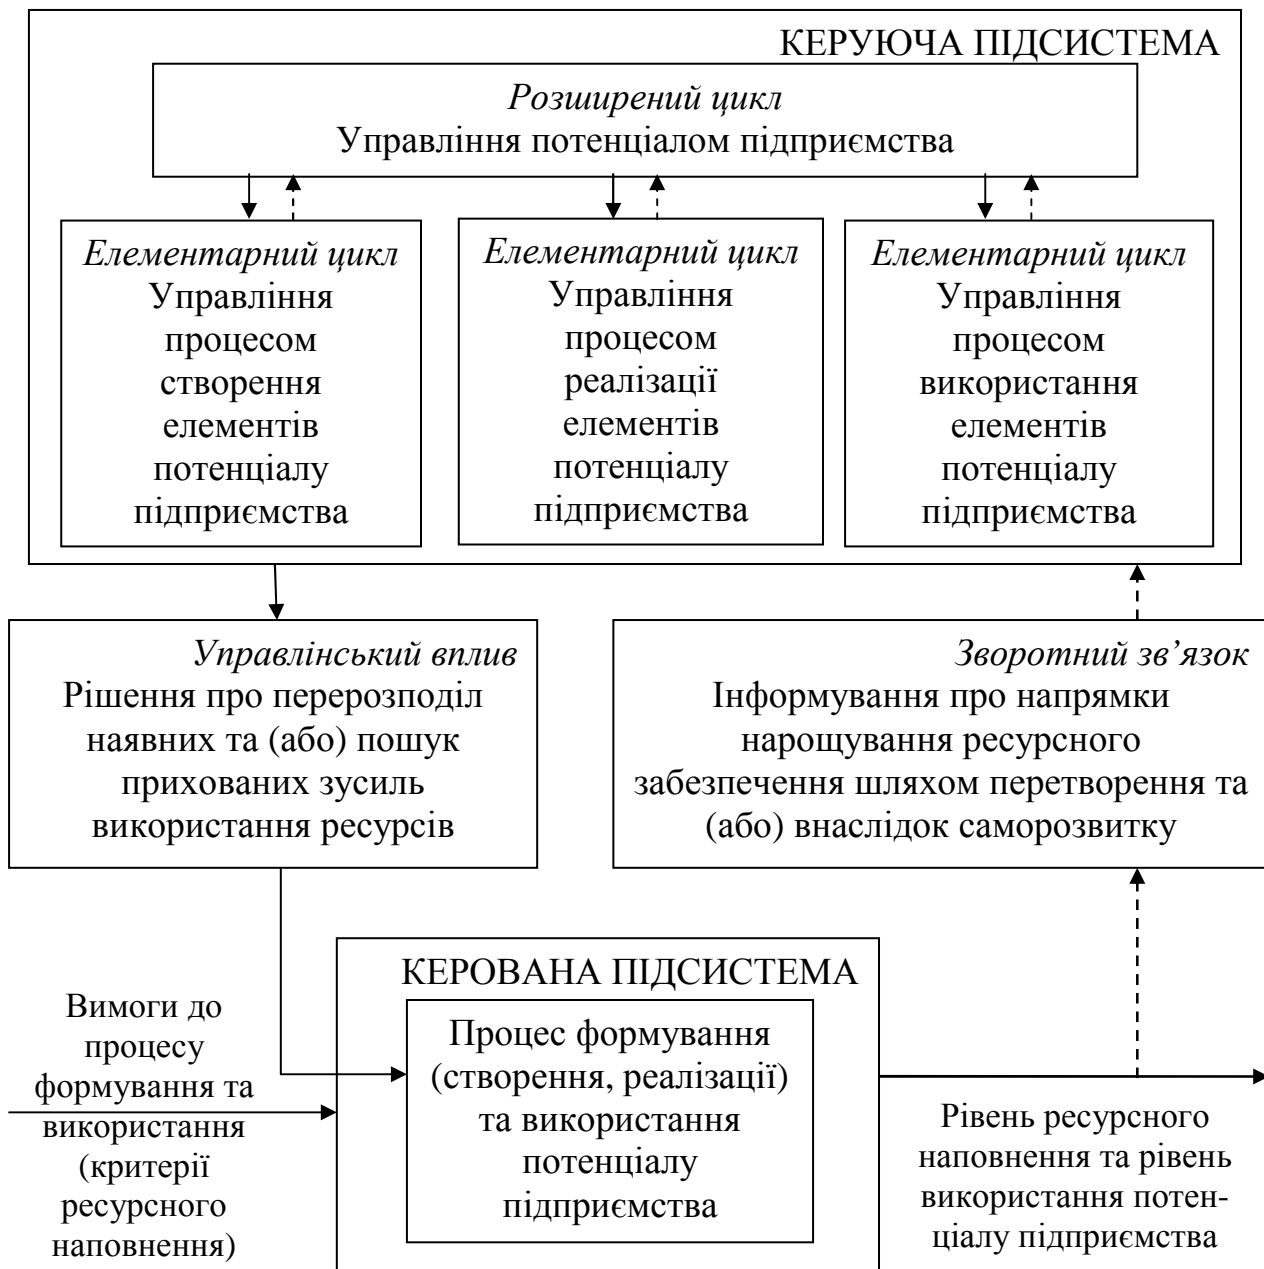 КЕРУЮЧА ПІДСИСТЕМА
Розширений цикл
Управління потенціалом підприємства
Елементарний цикл
Управління
процесом
створення
елементів
потенціалу
підприємства
Елементарний цикл
Управління
процесом
реалізації
елементів
потенціалу
підприємства
Елементарний цикл
Управління
процесом
використання
елементів
потенціалу
підприємства
Управлінський вплив
Рішення про перерозподіл
наявних та (або) пошук
прихованих зусиль
використання ресурсів
Зворотний зв’язок
Інформування про напрямки
нарощування ресурсного
забезпечення шляхом перетворення та
(або) внаслідок саморозвитку
Вимоги до
процесу
формування та
використання
(критерії
ресурсного
наповнення)
КЕРОВАНА ПІДСИСТЕМА
Процес формування
(створення, реалізації)
та використання
потенціалу
підприємства
Рівень ресурсного
наповнення та рівень
використання потен-
ціалу підприємства